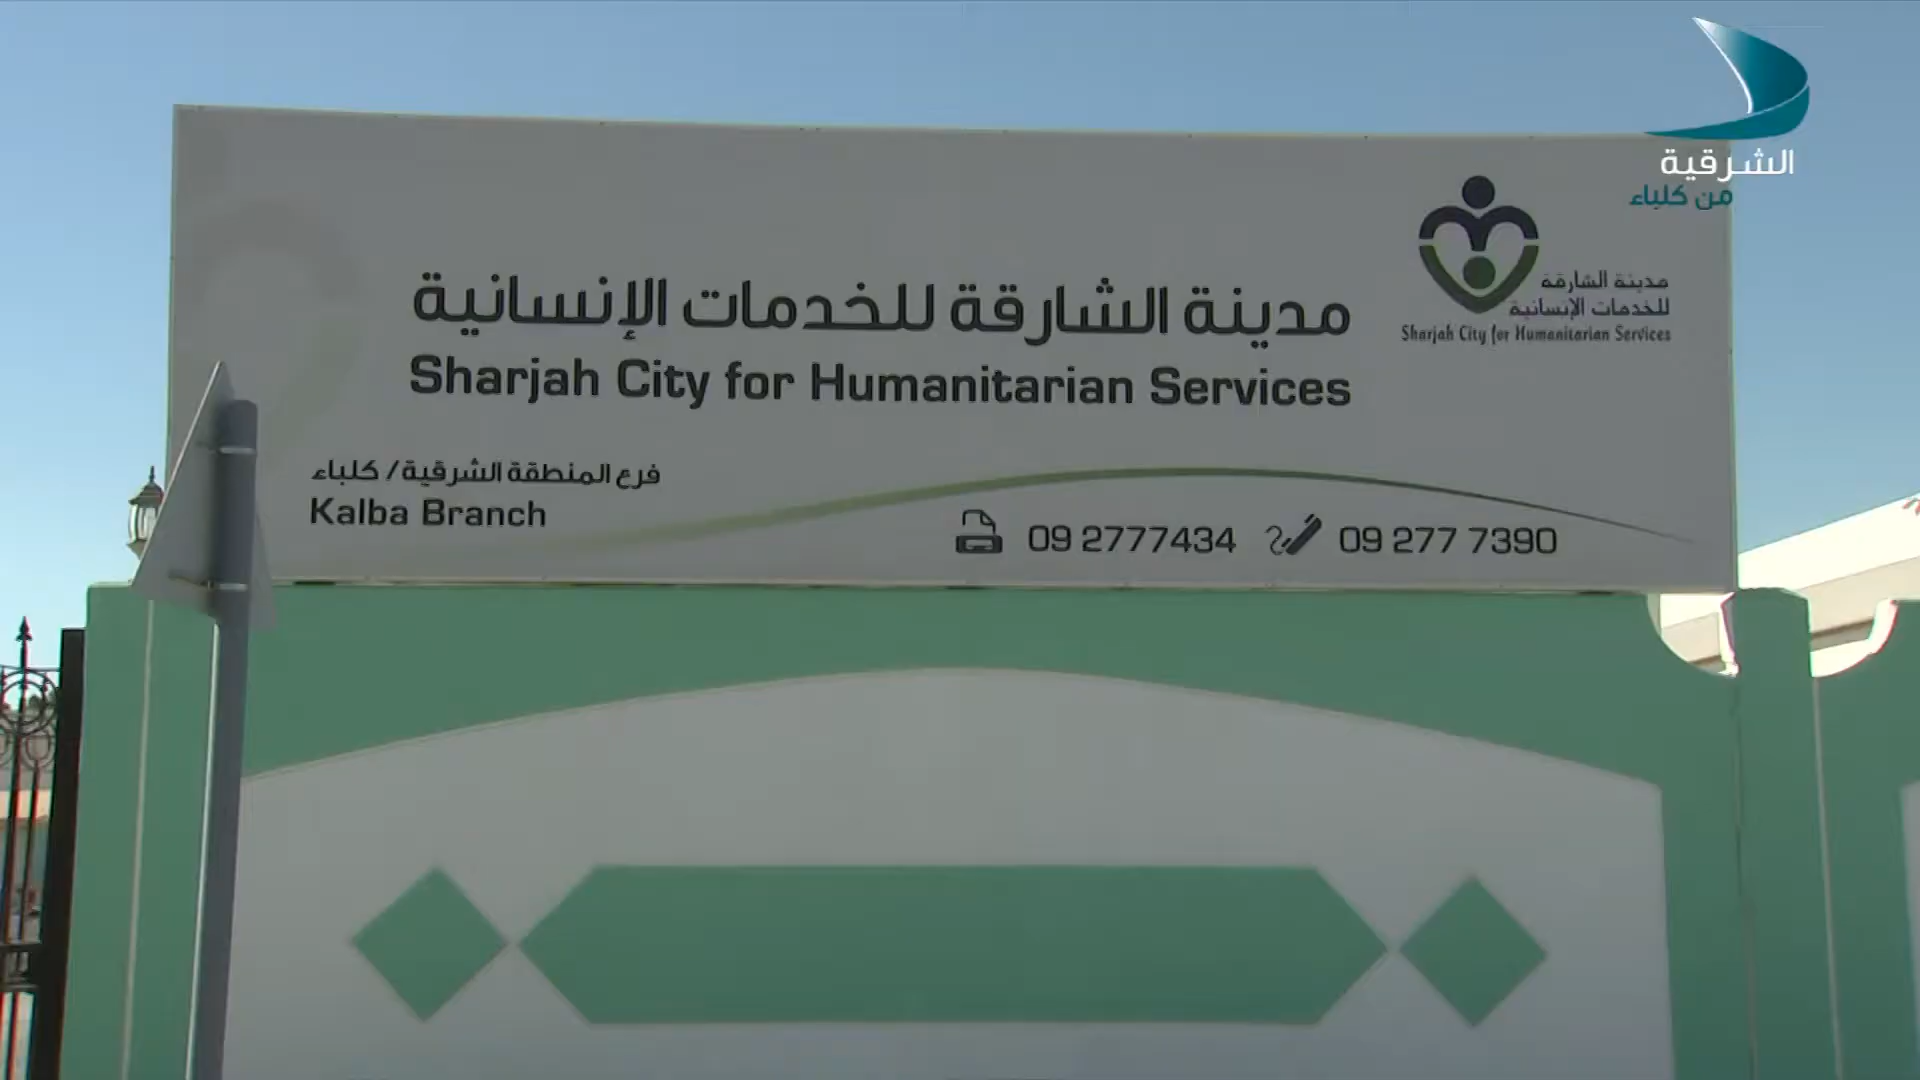 الشرقية
من كلباء
مدينة الشارقة
للخدمات الإنسانية
Sharjah City for Humanitarian Services
مدينة الشارقة للخدمات الإنسانية
Sharjah City for Humanitarian Services
فرع المنطقة الشرقية / كلباء
Kalba Branch
09 2777434 09 277 7390